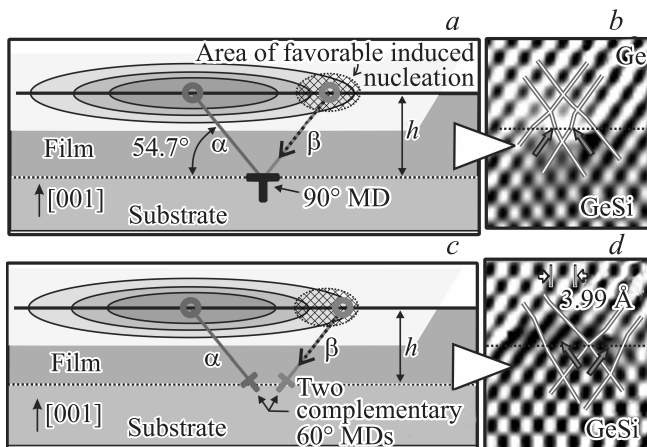 a
b
Area of favorable induced
nucleation
Ge
h
54.7°
α
β
Film
[001]
90° MD
Substrate
GeSi
c
d
3.99 Å
α
β
h
Film
Two
complementary
60° MDs
[001]
Substrate
GeSi